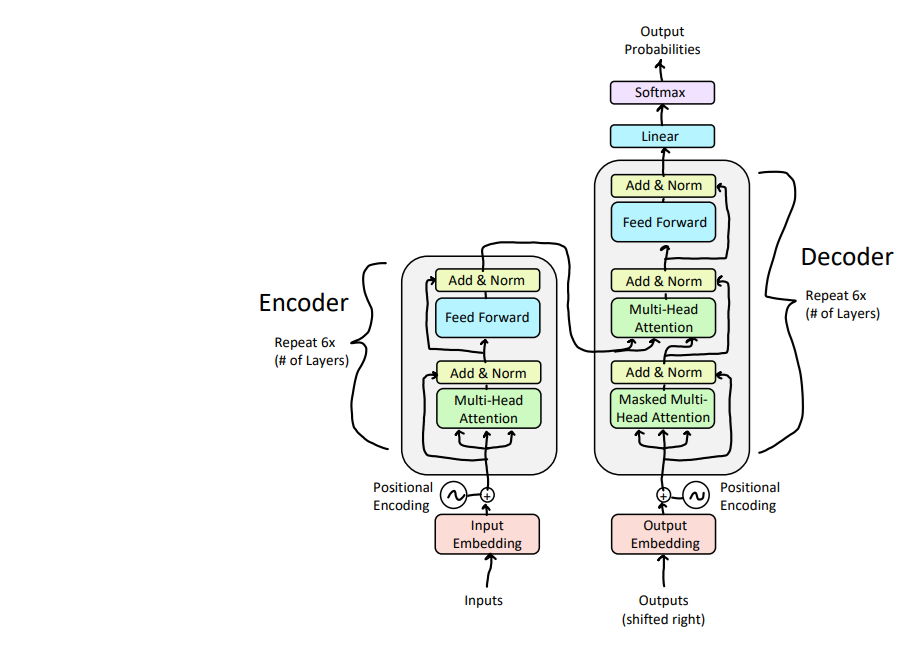 Output
Probabilities
Softmax
Linear
Add & Norm
Feed Forward
Add & Norm
Multi-Head
Attention
Add & Norm
Masked Multi-
Head Attention
Decoder
Repeat 6x
(# of Layers)
Encoder
Repeat 6x
(# of Layers)
Add & Norm
Feed Forward
Add & Norm
Multi-Head
Attention
Positional
Encoding
+
+
Positional
Encoding
Input
Embedding
Output
Embedding
Inputs
Outputs
(shifted right)